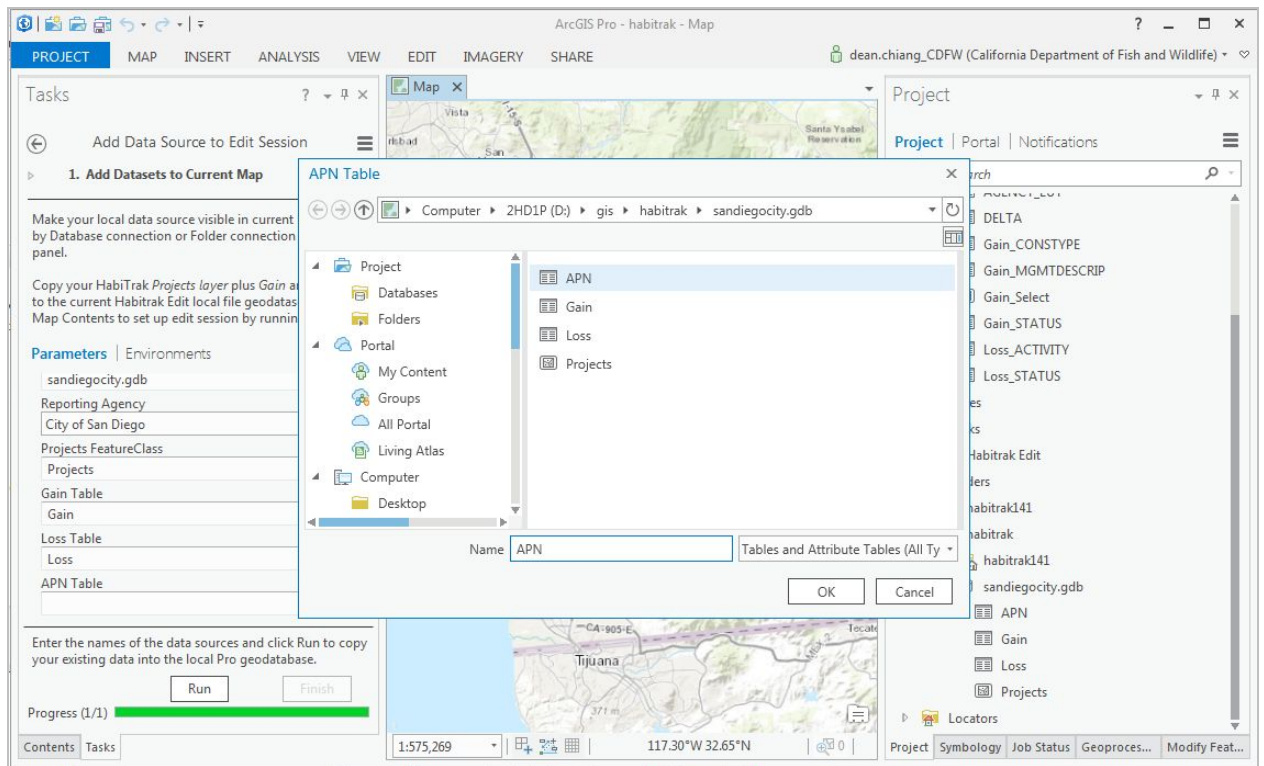 ArcGIS Pro - habitrak - Map
PROJECT MAP INSERT ANALYSIS VIEW EDIT IMAGERY SHARE
dean.chiang_CDFW (California Department of Fish and Wildlife)
Tasks
Add Data Source to Edit Session
1. Add Datasets to Current Map
Make your local data source visible in current
by Database connection or Folder connection
panel.
Copy your HabiTrak Projects layer plus Gain
to the current Habitrak Edit local file
Map Contents to set up edit session by
Parameters | Environments
sandiegocity.gdb
Reporting Agency
City of San Diego
Projects FeatureClass
Projects
Gain Table
Gain
Loss Table
Loss
APN Table
Enter the names of the data sources and click Run to copy
your existing data into the local Pro geodatabase.
Run Finish
Progress (1/1)
Contents Tasks
Map
Vista
San
Santa Ysabel
Reservation
APN Table
Computer 2HD1P (D:) gis habitrak sandiegocity.gdb
Project
Databases
Folders
Portal
My Content
Groups
All Portal
Living Atlas
Computer
Desktop
APN
Gain
Loss
Projects
Name APN Tables and Attribute Tables (All Ty
OK Cancel
CA-905-E
Tijuana
371 m
1:575,269 117.30°W 32.65°N 0
Project
Project | Portal | Notifications
DELTA
Gain_CONSTYPE
Gain_MGMTDESCRIP
Gain_Select
Gain_STATUS
Loss_ACTIVITY
Loss_STATUS
Habitrak Edit
habitrak141
habitrak
habitrak141
sandiegocity.gdb
APN
Gain
Loss
Projects
Locators
Project Symbology Job Status Geoproces... Modify Feat...